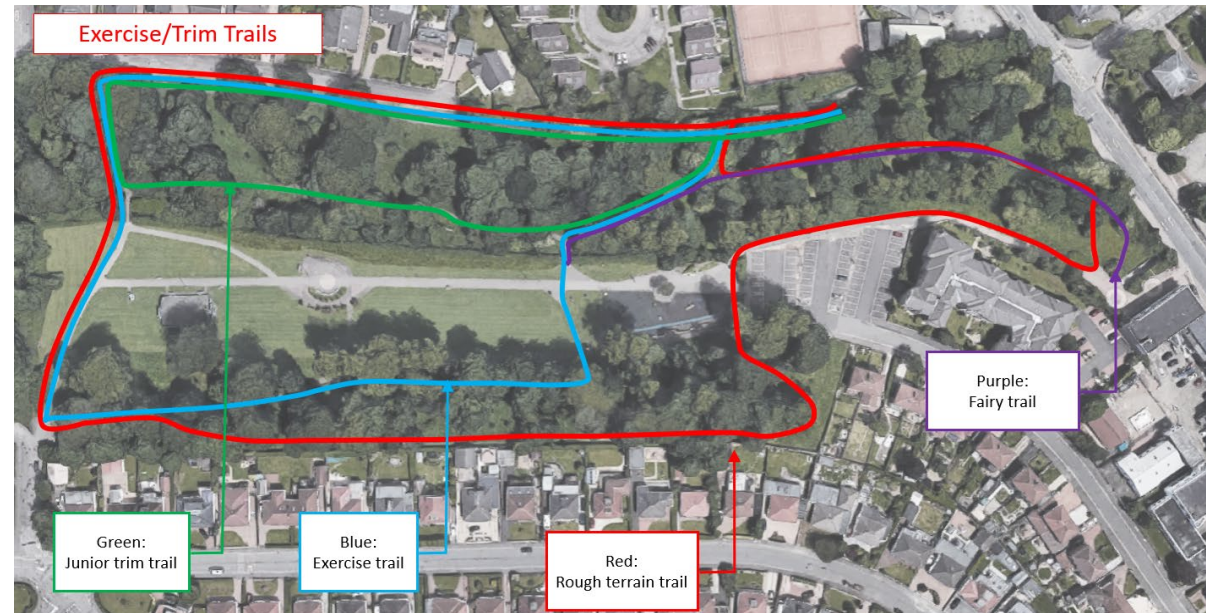 Exercise/Trim Trails
Purple:
Fairy trail
Green:
Junior trim trail
Blue:
Exercise trail
Red:
Rough terrain trail